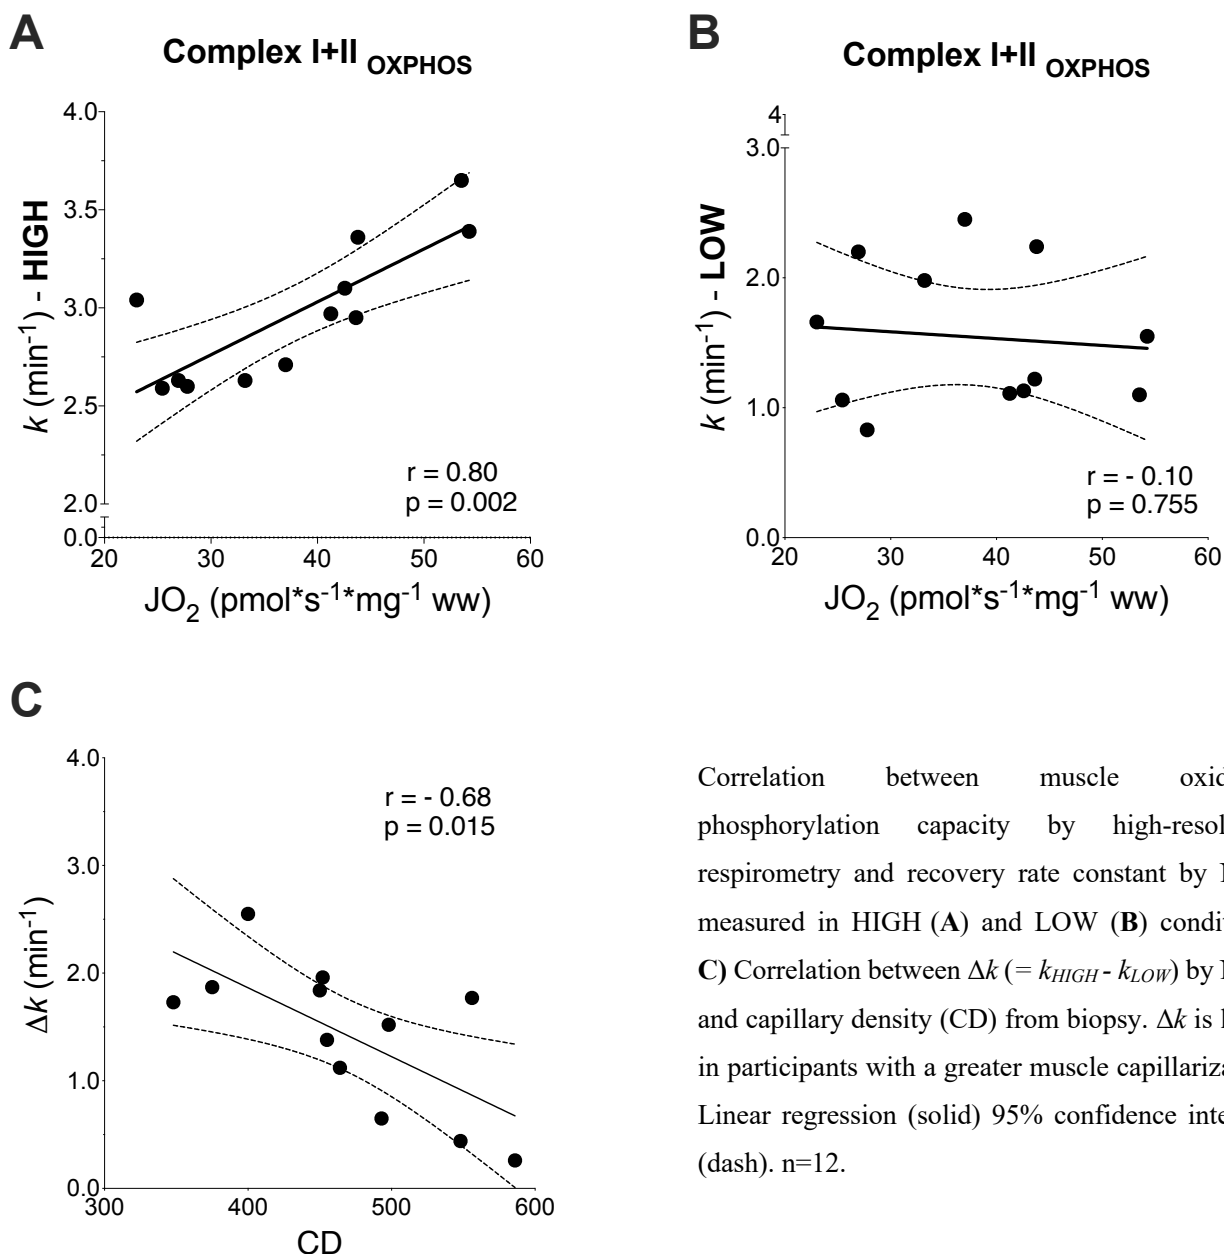 A
Complex I+II OXPHOS
4.0
3.5
3.0
2.5
2.0
0.0
20 30 40 50 60
k (min⁻¹) - HIGH
r = 0.80
p = 0.002
JO₂ (pmol*s⁻¹*mg⁻¹ ww)
B
Complex I+II OXPHOS
4
3.0
2.0
1.0
0.0
20 30 40 50 60
k (min⁻¹) - LOW
r = - 0.10
p = 0.755
JO₂ (pmol*s⁻¹*mg⁻¹ ww)
C
4.0
3.0
2.0
1.0
0.0
300 400 500 600
Δk (min⁻¹)
r = - 0.68
p = 0.015
CD
Correlation between muscle oxid
phosphorylation capacity by high-resol
respirometry and recovery rate constant by
measured in HIGH (A) and LOW (B) condit
C) Correlation between Δk (= kHIGH - kLOW) by
and capillary density (CD) from biopsy. Δk is
in participants with a greater muscle capillariza
Linear regression (solid) 95% confidence inte
(dash). n=12.